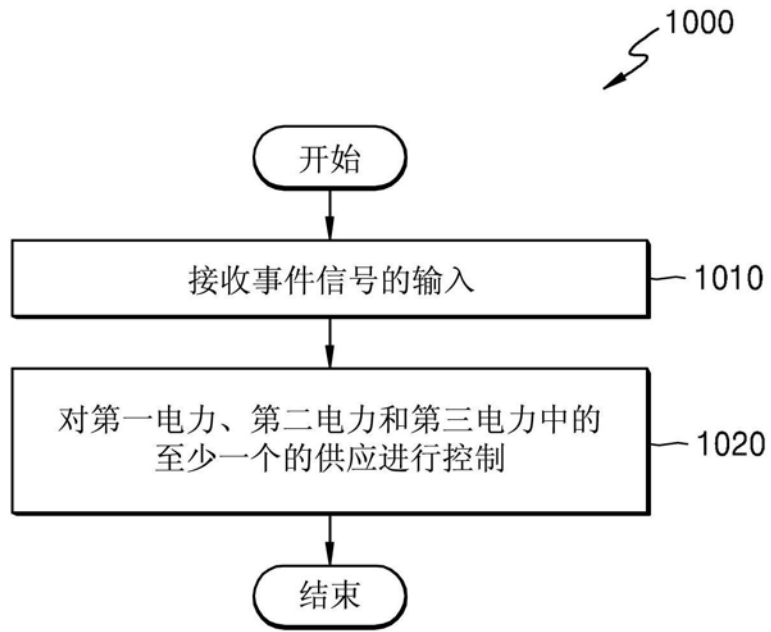 1000
开始
接收事件信号的输入
1010
对第一电力、第二电力和第三电力中的
至少一个的供应进行控制
1020
结束